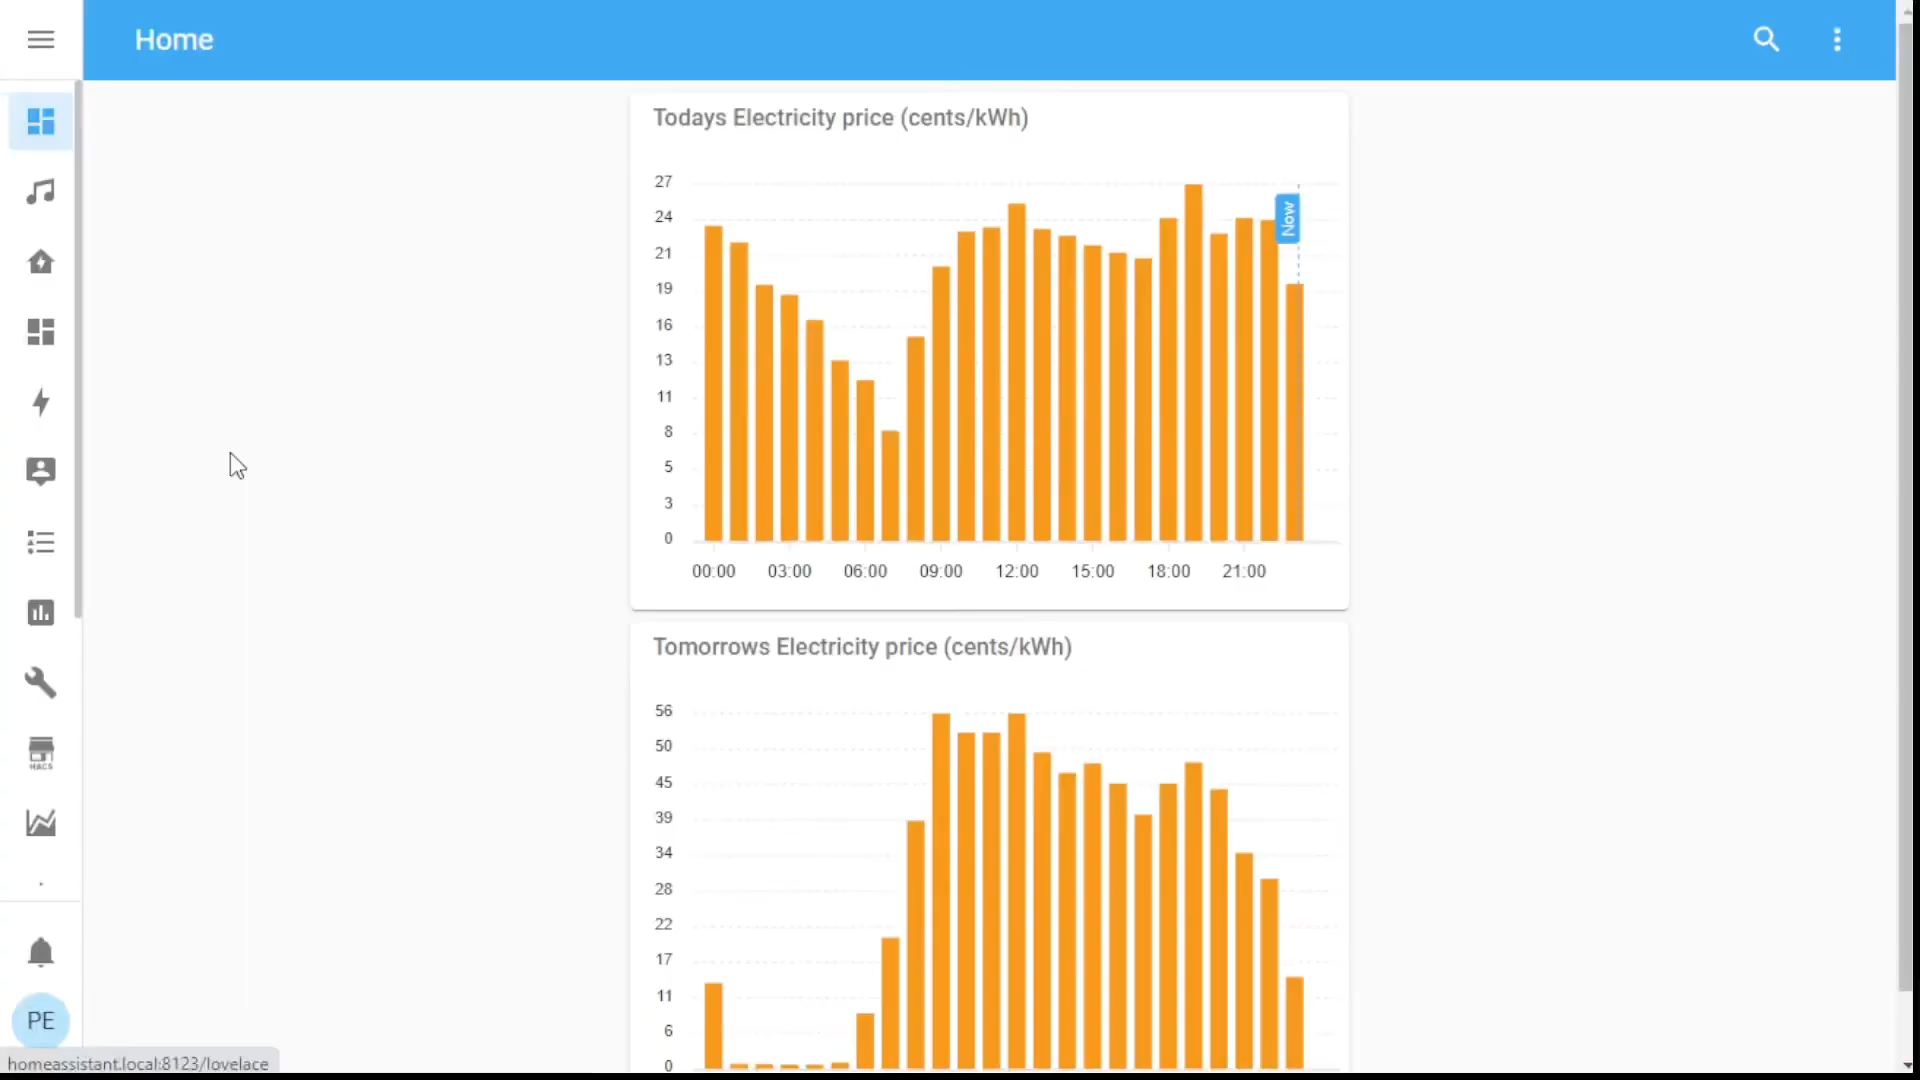 Home
Todays Electricity price (cents/kWh)
27
24
21
19
16
13
11
8
5
3
0
Now
00:00 03:00 06:00 09:00 12:00 15:00 18:00 21:00
Tomorrows Electricity price (cents/kWh)
56
50
45
39
34
28
22
17
11
6
0
HACS
PE
homeassistant.local:8123/lovelace